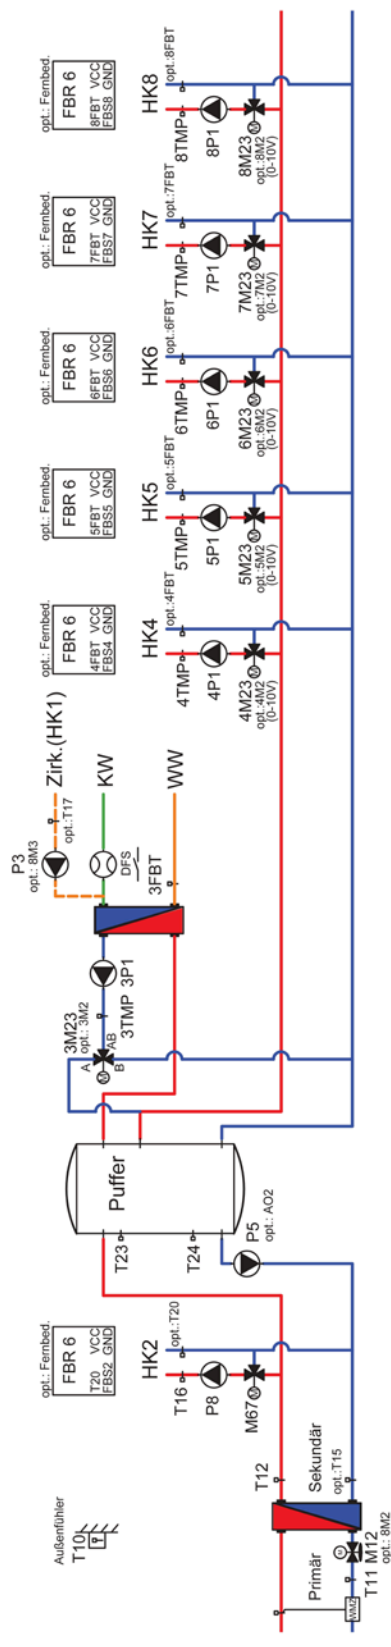 Außenfühler
T10
Primär
WMZ
T11 M12
opt.: 8M2
M
T12
Sekundär
opt.:T15
opt.: Fernbed.
FBR 6
T20 VCC
FBS2 GND
HK2
opt.:T20
T16
P8
M67
M
Puffer
T23
T24
P5
opt.: AO2
3M23
opt.: 3M2
A
AB
B
M
3TMP
3P1
P3
opt.: 8M3
Zirk.(HK1)
opt.:T17
KW
DFS
WW
3FBT
opt.: Fernbed.
FBR 6
4FBT VCC
FBS4 GND
HK4
opt.:4FBT
4TMP
4P1
M
4M23
opt.:4M2
(0-10V)
opt.: Fernbed.
FBR 6
5FBT VCC
FBS5 GND
HK5
opt.:5FBT
5TMP
5P1
M
5M23
opt.:5M2
(0-10V)
opt.: Fernbed.
FBR 6
6FBT VCC
FBS6 GND
HK6
opt.:6FBT
6TMP
6P1
M
6M23
opt.:6M2
(0-10V)
opt.: Fernbed.
FBR 6
7FBT VCC
FBS7 GND
HK7
opt.:7FBT
7TMP
7P1
M
7M23
opt.:7M2
(0-10V)
opt.: Fernbed.
FBR 6
8FBT VCC
FBS8 GND
HK8
opt.:8FBT
8TMP
8P1
M
8M23
opt.:8M2
(0-10V)